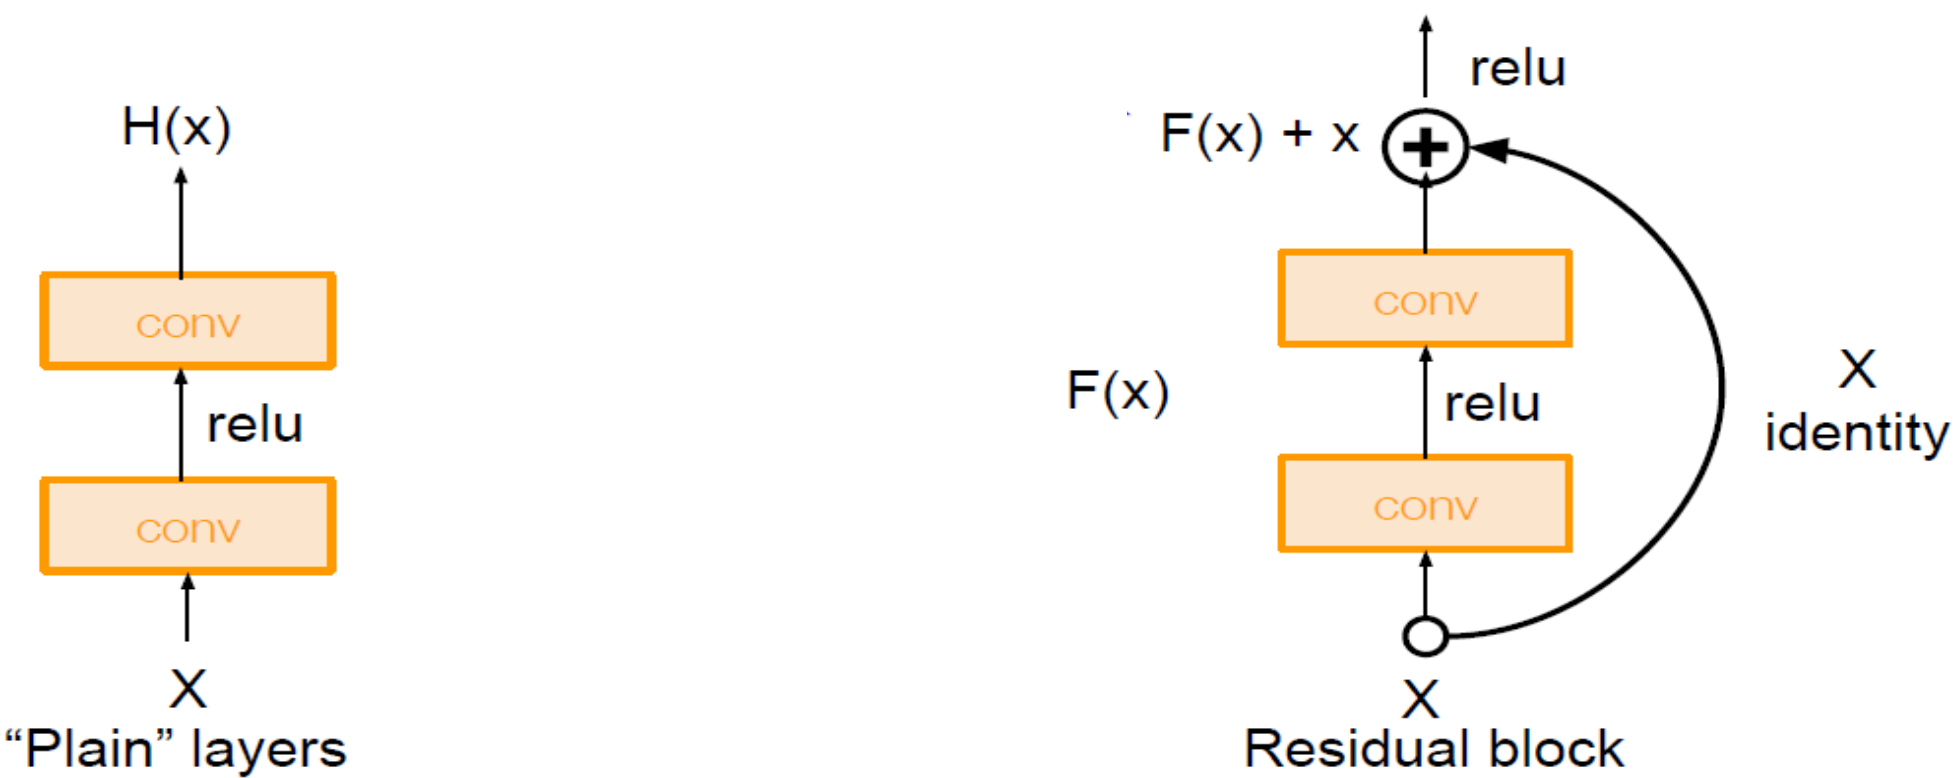 H(x)
conv
relu
conv
X
“Plain” layers
relu
F(x) + x
conv
F(x)
relu
X
identity
conv
X
Residual block